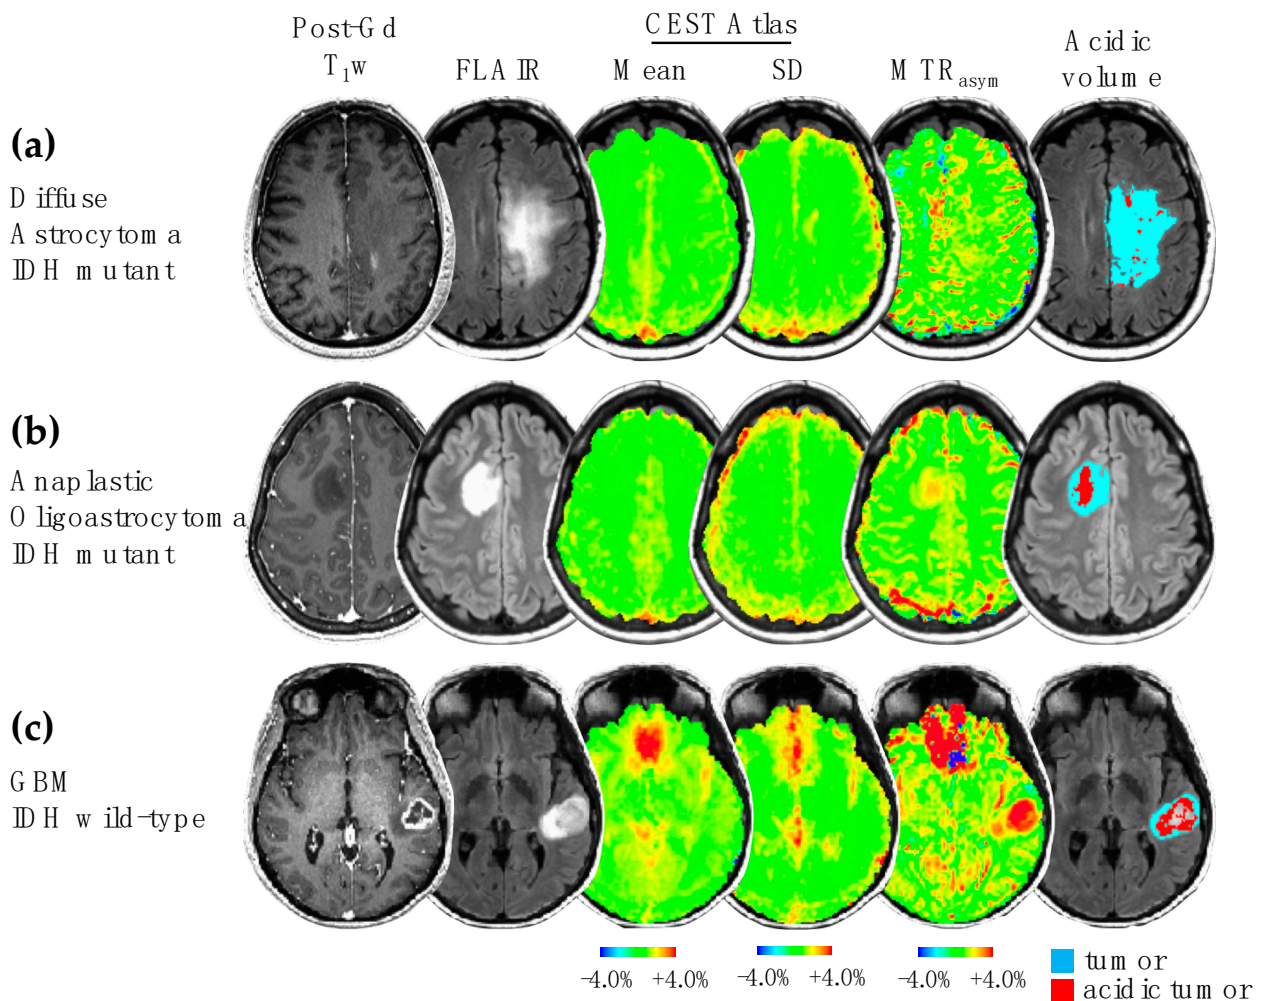 Post-Gd
T1w
FLAIR
CEST Atlas
Mean
SD
MTRasym
Acidic
volume
(a)
Diffuse
Astrocytoma
IDH mutant
(b)
Anaplastic
Oligoastrocytoma
IDH mutant
(c)
GBM
IDH wild-type
-4.0% +4.0%
-4.0% +4.0%
-4.0% +4.0%
tumor
acidic tumor